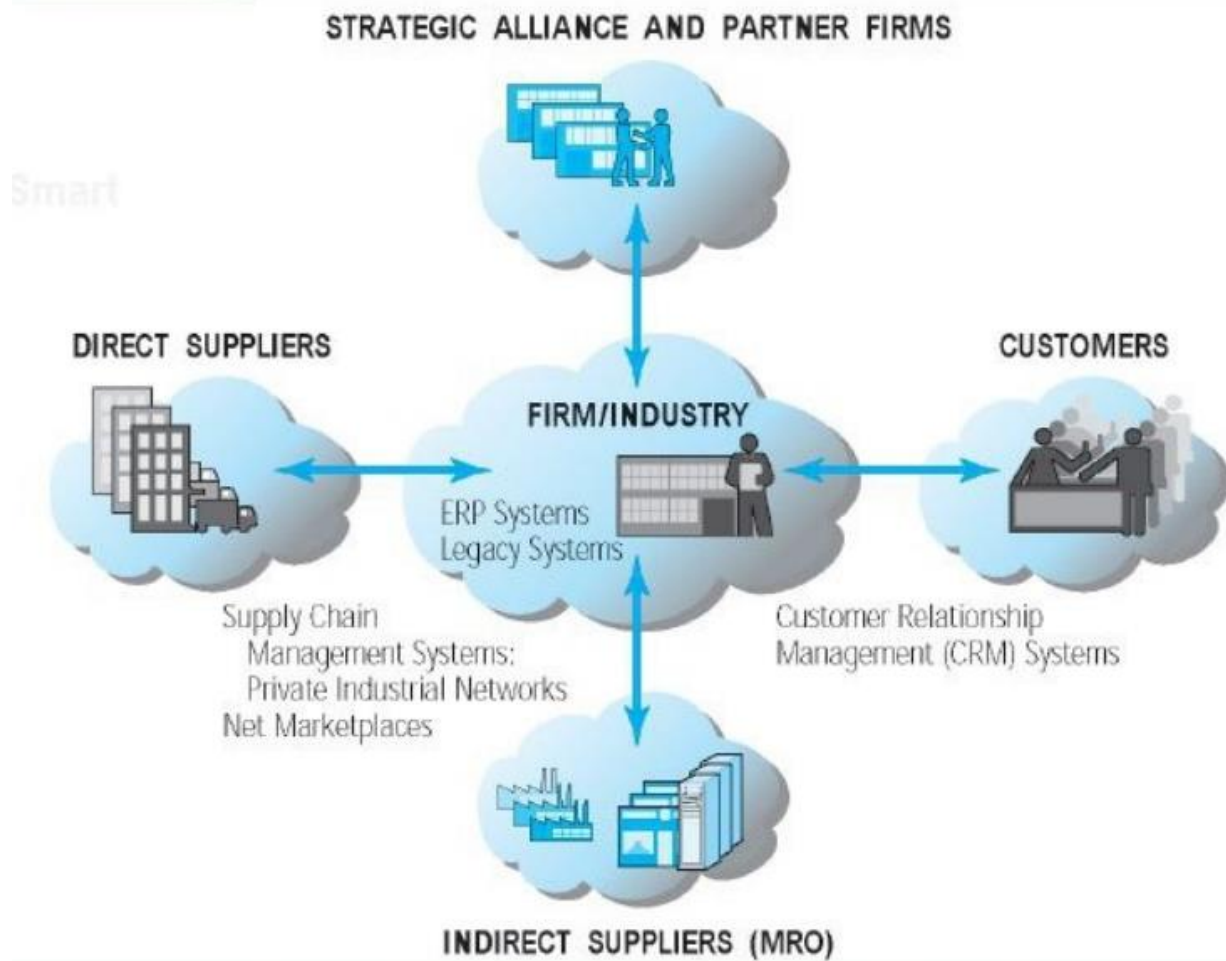 STRATEGIC ALLIANCE AND PARTNER FIRMS
Smart
DIRECT SUPPLIERS
CUSTOMERS
FIRM/INDUSTRY
ERP Systems
Legacy Systems
Supply Chain
Management Systems:
Private Industrial Networks
Net Marketplaces
Customer Relationship
Management (CRM) Systems
INDIRECT SUPPLIERS (MRO)